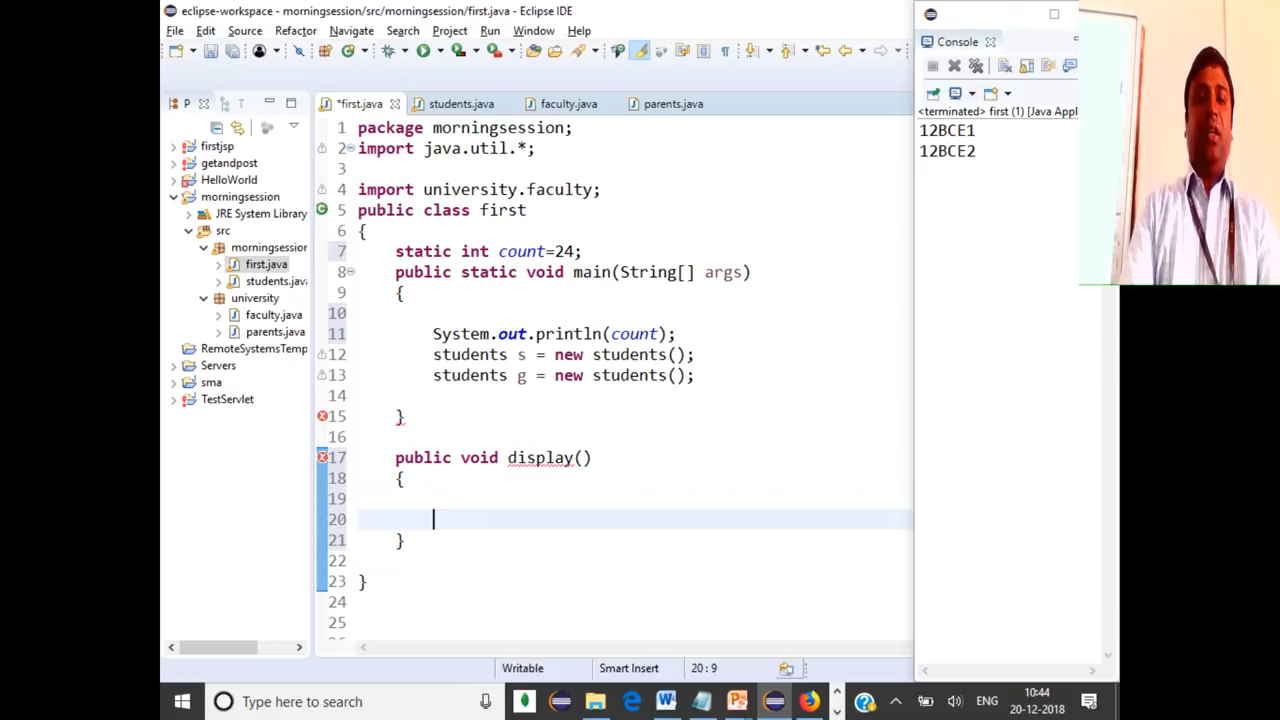 eclipse-workspace - morningsession/src/morningsession/first.java - Eclipse IDE
File Edit Source Refactor Navigate Search Project Run Window Help
P
T
*first.java
students.java
faculty.java
parents.java
firstjsp
getandpost
HelloWorld
morningsession
JRE System Library
src
morningsession
first.java
students.java
university
faculty.java
parents.java
RemoteSystemsTemp
Servers
sma
TestServlet
1 package morningsession;
2 import java.util.*;
3
4 import university.faculty;
5 public class first
6 {
7 static int count=24;
8 public static void main(String[] args)
9 {
10
11 System.out.println(count);
12 students s = new students();
13 students g = new students();
14
15 }
16
17 public void display()
18 {
19
20
21 }
22
23 }
24
25
Writable Smart Insert 20 : 9
Console
<terminated> first (1) [Java Appl
12BCE1
12BCE2
Type here to search
ENG
10:44
20-12-2018